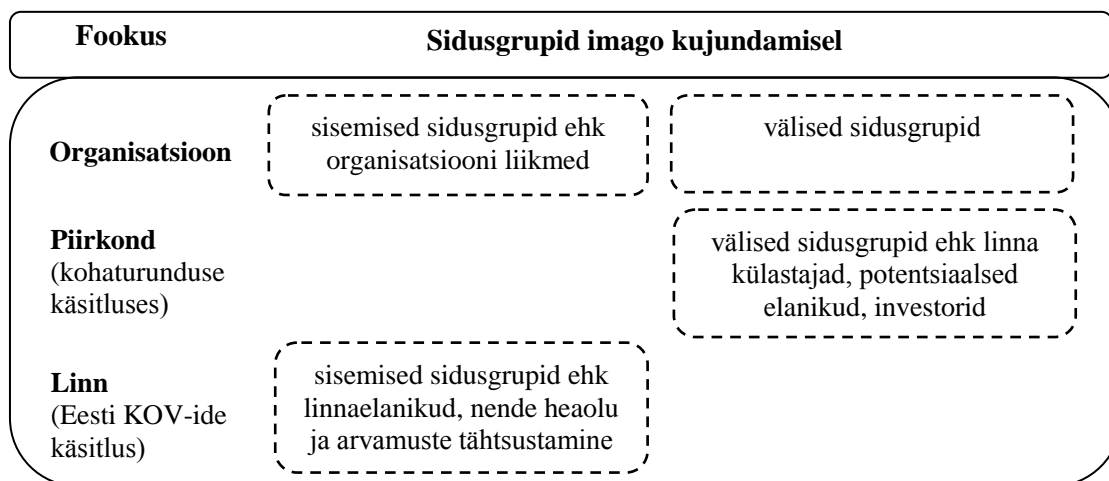 Fookus
Sidusgrupid imago kujundamisel
Organisatsioon
sisemised sidusgrupid ehk
organisatsiooni liikmed
välised sidusgrupid
Piirkond
(kohaturunduse
käsitluses)
välised sidusgrupid ehk linna
külastajad, potentsiaalsed
elanikud, investorid
Linn
(Eesti KOV-ide
käsitlus)
sisemised sidusgrupid ehk
linnaelanikud, nende heaolu
ja arvamuste tähtsustamine